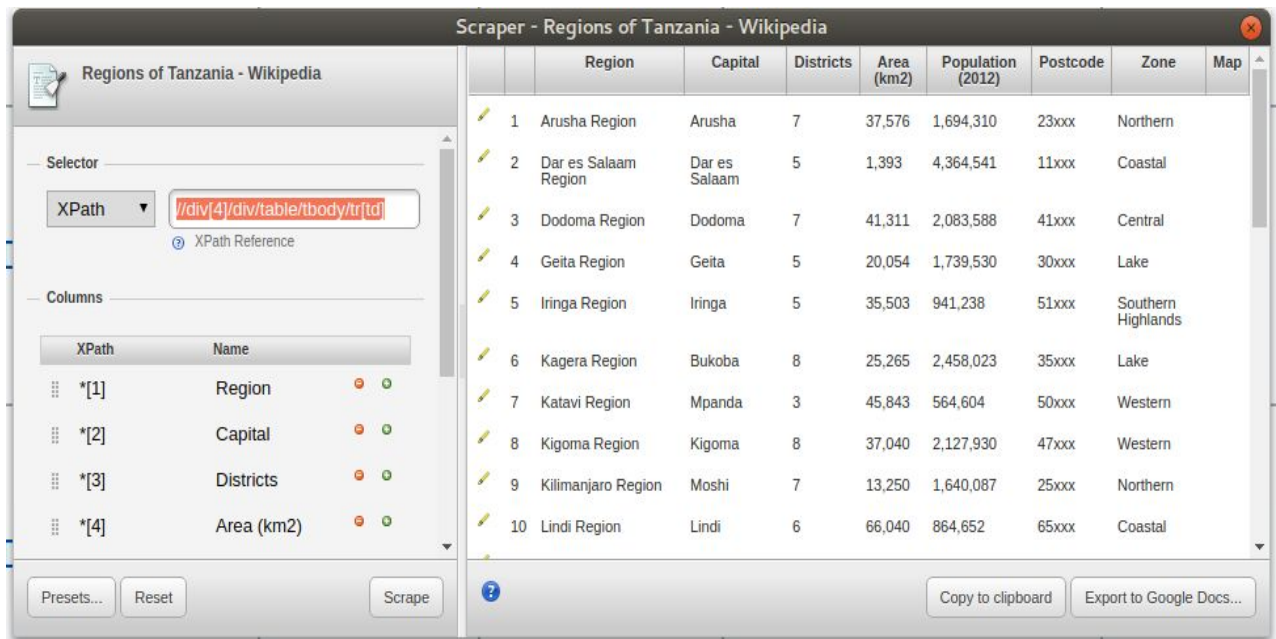 Scraper - Regions of Tanzania - Wikipedia
Regions of Tanzania - Wikipedia
Selector
XPath ▼ //div[4]/div/table/tbody/tr[td]
? XPath Reference
Columns
XPath Name
*[1] Region
*[2] Capital
*[3] Districts
*[4] Area (km2)
Presets... Reset Scrape
Region Capital Districts Area Population Postcode Zone Map
(km2) (2012)
1 Arusha Region Arusha 7 37,576 1,694,310 23xxx Northern
2 Dar es Salaam Dar es 5 1,393 4,364,541 11xxx Coastal
Region Salaam
3 Dodoma Region Dodoma 7 41,311 2,083,588 41xxx Central
4 Geita Region Geita 5 20,054 1,739,530 30xxx Lake
5 Iringa Region Iringa 5 35,503 941,238 51xxx Southern
Highlands
6 Kagera Region Bukoba 8 25,265 2,458,023 35xxx Lake
7 Katavi Region Mpanda 3 45,843 564,604 50xxx Western
8 Kigoma Region Kigoma 8 37,040 2,127,930 47xxx Western
9 Kilimanjaro Region Moshi 7 13,250 1,640,087 25xxx Northern
10 Lindi Region Lindi 6 66,040 864,652 65xxx Coastal
? Copy to clipboard Export to Google Docs...